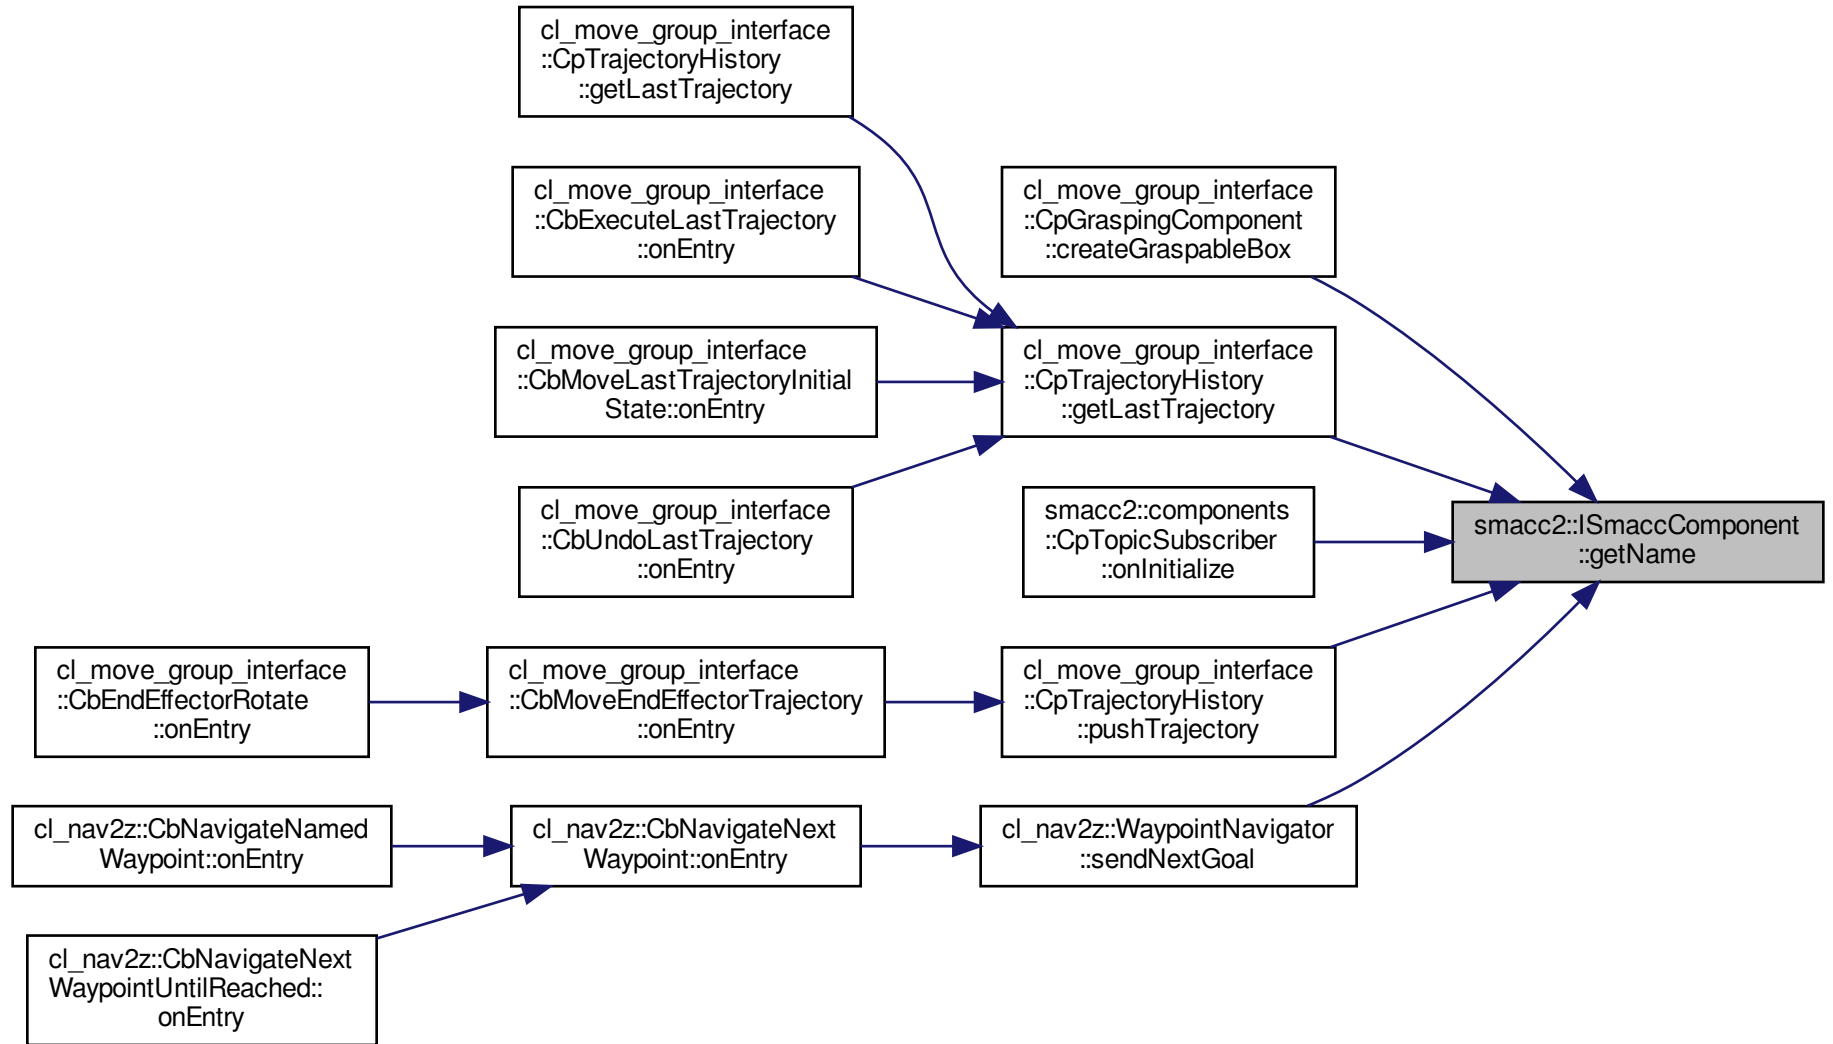 cl_move_group_interface
::CpTrajectoryHistory
::getLastTrajectory
cl_move_group_interface
::CbExecuteLastTrajectory
::onEntry
cl_move_group_interface
::CpGraspingComponent
::createGraspableBox
cl_move_group_interface
::CbMoveLastTrajectoryInitial
State::onEntry
cl_move_group_interface
::CpTrajectoryHistory
::getLastTrajectory
cl_move_group_interface
::CbUndoLastTrajectory
::onEntry
smacc2::components
::CpTopicSubscriber
::onInitialize
smacc2::ISmaccComponent
::getName
cl_move_group_interface
::CbEndEffectorRotate
::onEntry
cl_move_group_interface
::CbMoveEndEffectorTrajectory
::onEntry
cl_move_group_interface
::CpTrajectoryHistory
::pushTrajectory
cl_nav2z::CbNavigateNamed
Waypoint::onEntry
cl_nav2z::CbNavigateNext
Waypoint::onEntry
cl_nav2z::WaypointNavigator
::sendNextGoal
cl_nav2z::CbNavigateNext
WaypointUntilReached::
onEntry